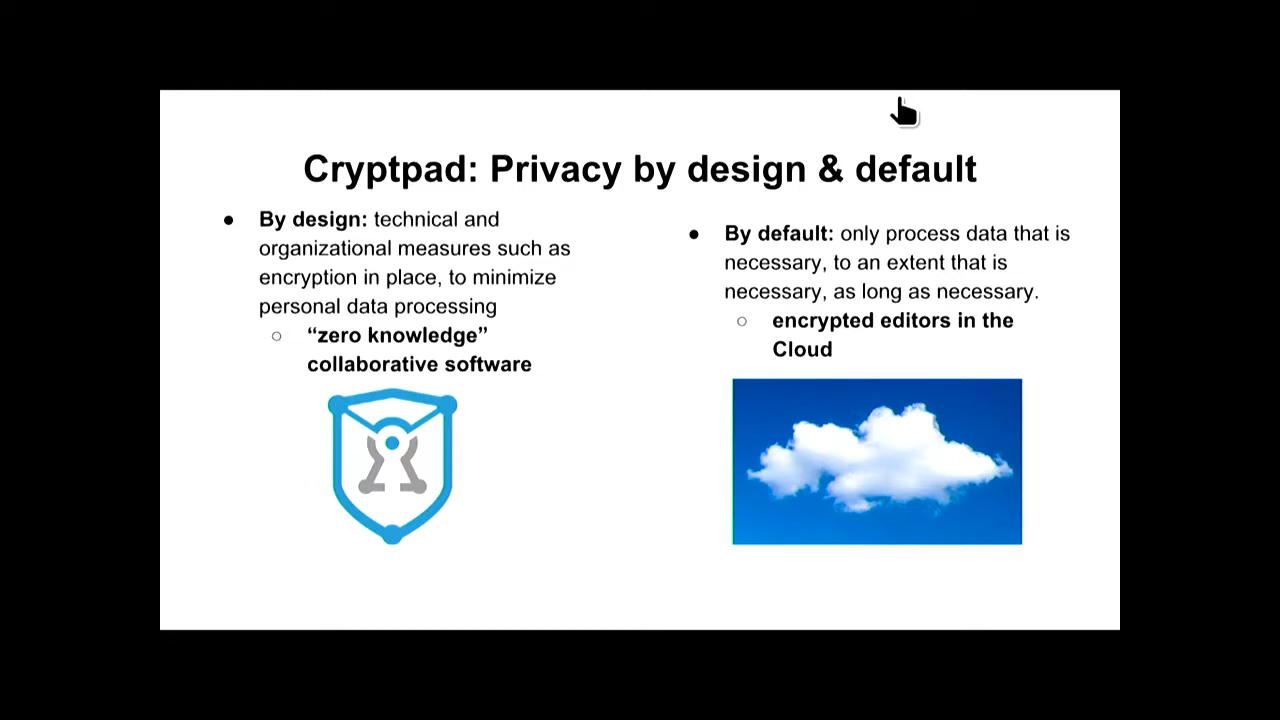 Cryptpad: Privacy by design & default
● By design: technical and
organizational measures such as
encryption in place, to minimize
personal data processing
○ “zero knowledge”
collaborative software
● By default: only process data that is
necessary, to an extent that is
necessary, as long as necessary.
○ encrypted editors in the
Cloud